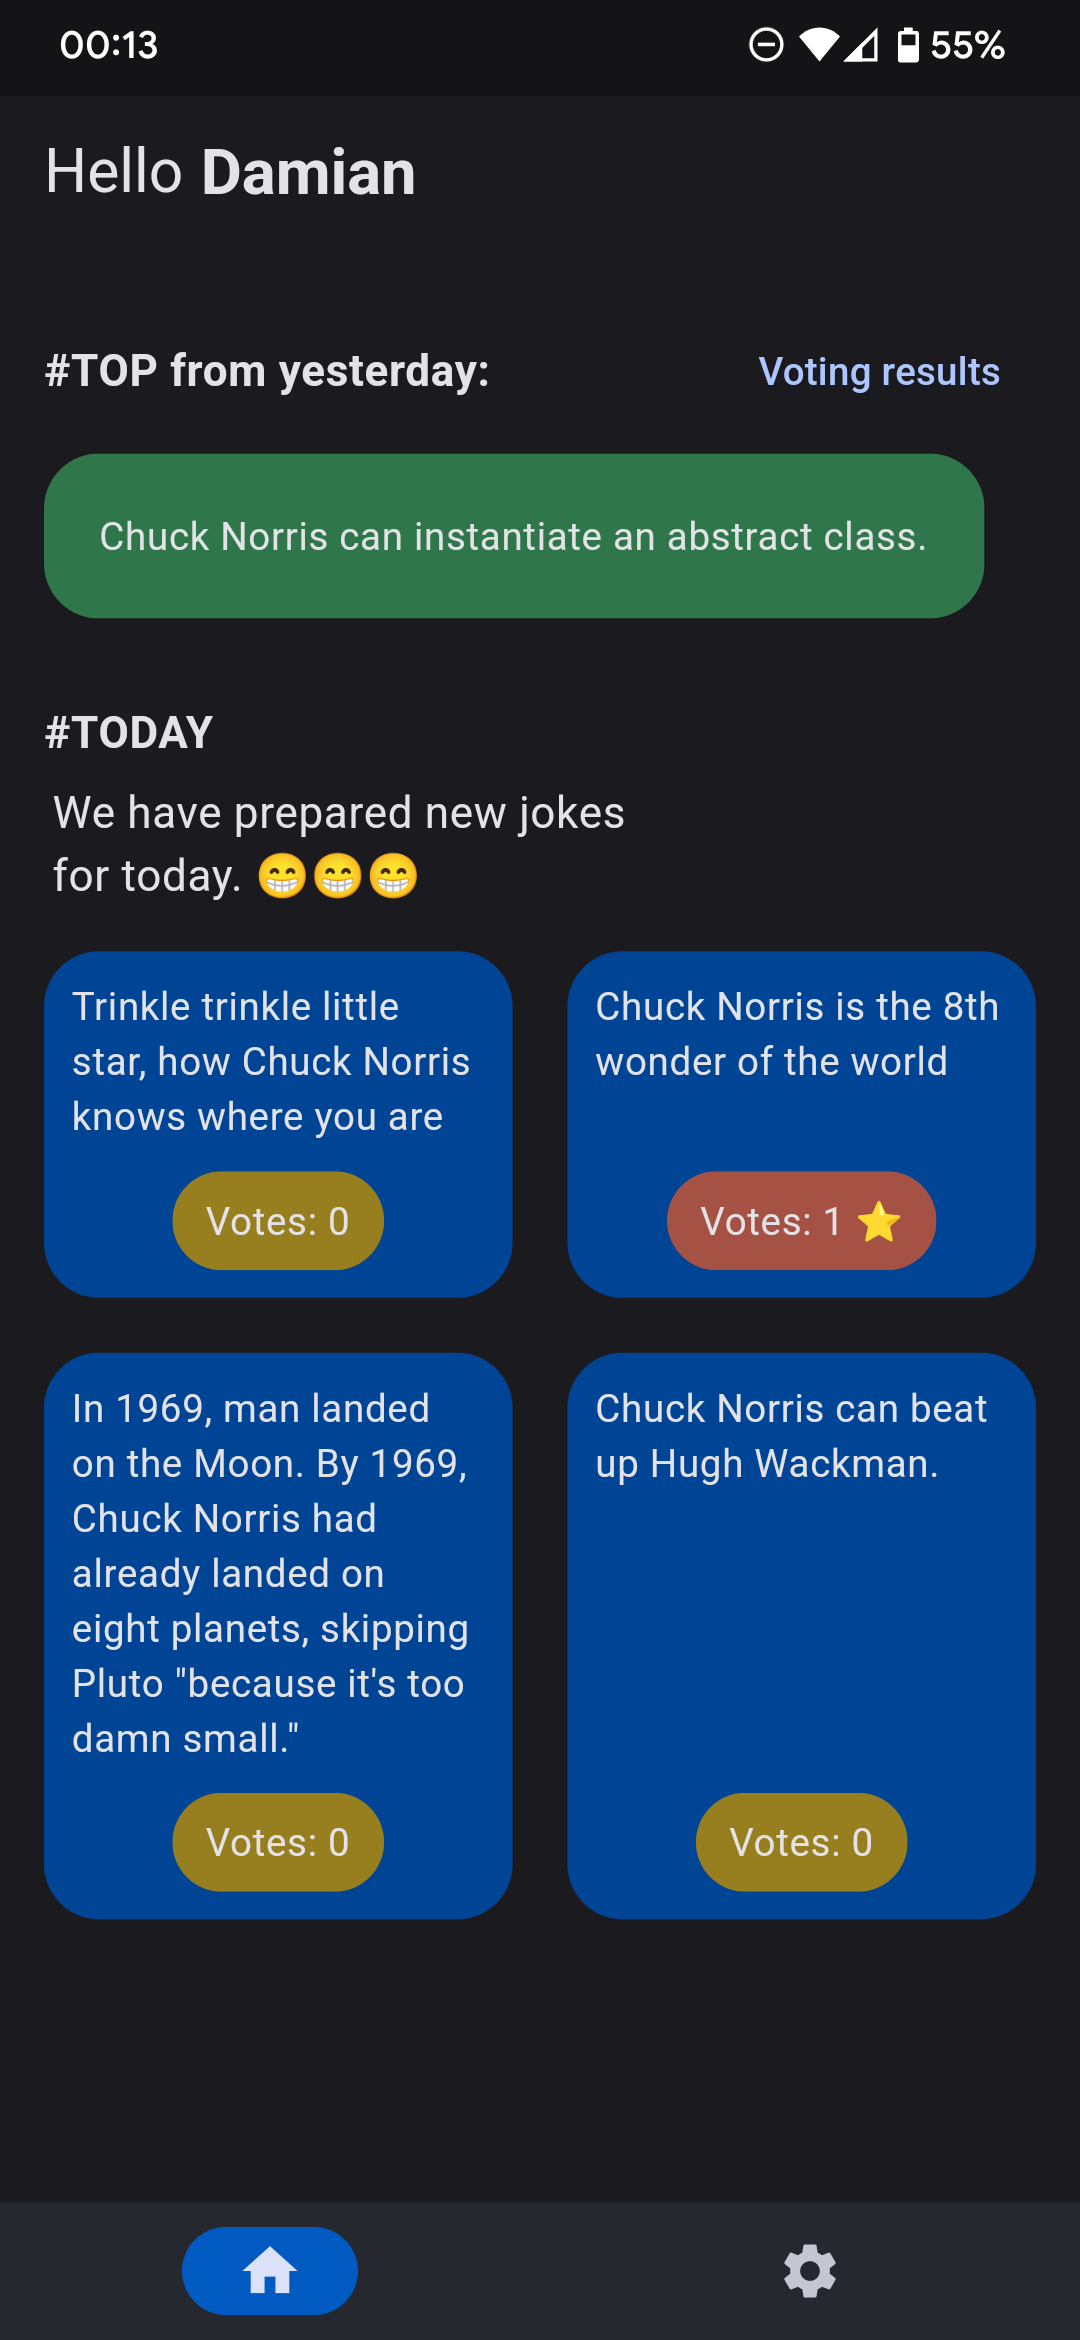 00:13 55%
Hello Damian
#TOP from yesterday: Voting results
Chuck Norris can instantiate an abstract class.
#TODAY
We have prepared new jokes
for today. 😁😁😁
Trinkle trinkle little
star, how Chuck Norris
knows where you are
Votes: 0
Chuck Norris is the 8th
wonder of the world
Votes: 1 ⭐
In 1969, man landed
on the Moon. By 1969,
Chuck Norris had
already landed on
eight planets, skipping
Pluto "because it's too
damn small."
Votes: 0
Chuck Norris can beat
up Hugh Wackman.
Votes: 0